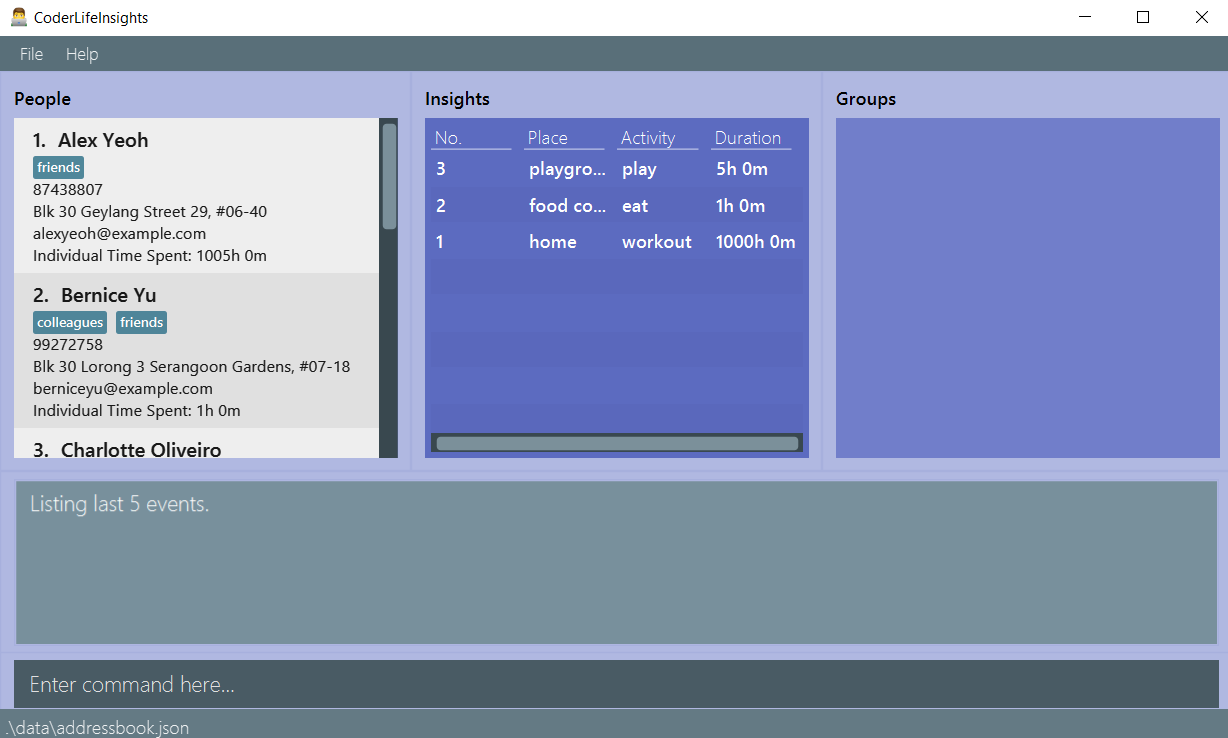 CoderLifeInsights
File Help
People
1. Alex Yeoh
friends
87438807
Blk 30 Geylang Street 29, #06-40
alexyeoh@example.com
Individual Time Spent: 1005h 0m
2. Bernice Yu
colleagues friends
99272758
Blk 30 Lorong 3 Serangoon Gardens, #07-18
berniceyu@example.com
Individual Time Spent: 1h 0m
3. Charlotte Oliveiro
Insights
No. Place Activity Duration
3 playgro... play 5h 0m
2 food co... eat 1h 0m
1 home workout 1000h 0m
Groups
Listing last 5 events.
Enter command here...
.\data\addressbook.json